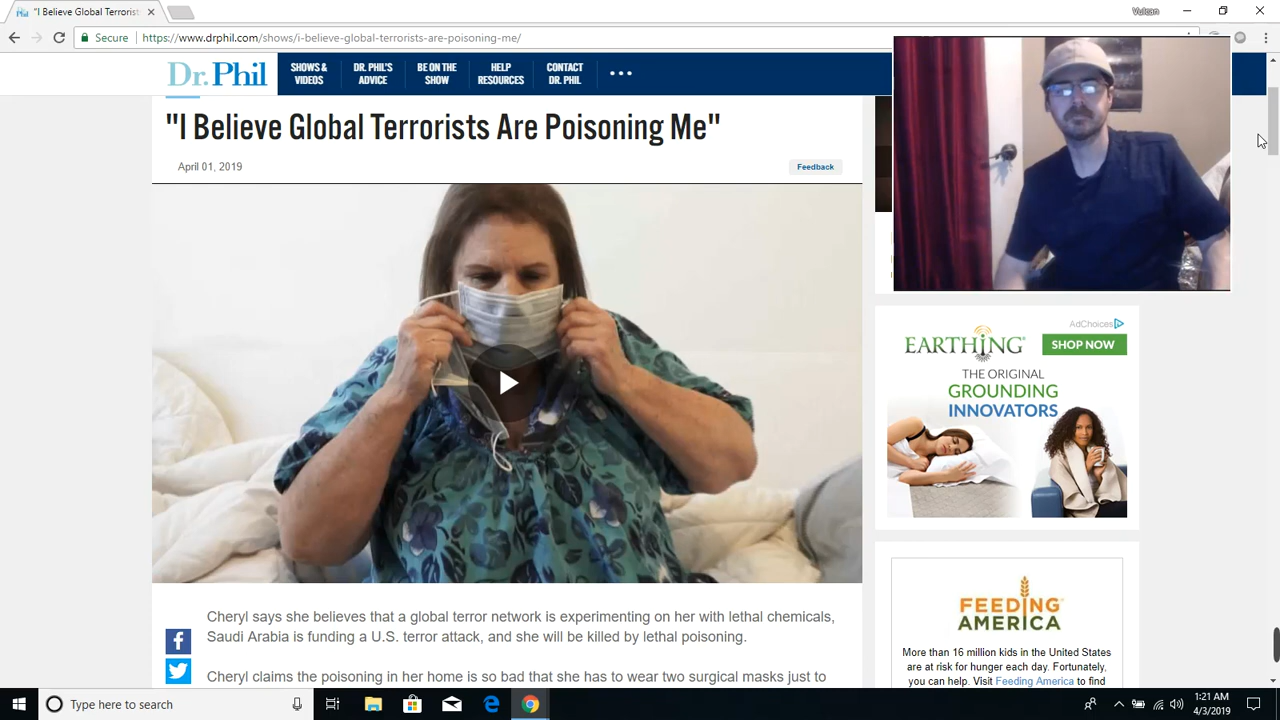 "I Believe Global Terrorists
Vulcan
Secure
https://www.drphil.com/shows/i-believe-global-terrorists-are-poisoning-me/
Dr. Phil
SHOWS &
VIDEOS
DR. PHIL'S
ADVICE
BE ON THE
SHOW
HELP
RESOURCES
CONTACT
DR. PHIL
"I Believe Global Terrorists Are Poisoning Me"
April 01, 2019
Feedback
AdChoices
EARTHING
SHOP NOW
THE ORIGINAL
GROUNDING
INNOVATORS
Cheryl says she believes that a global terror network is experimenting on her with lethal chemicals,
Saudi Arabia is funding a U.S. terror attack, and she will be killed by lethal poisoning.
Cheryl claims the poisoning in her home is so bad that she has to wear two surgical masks just to
FEEDING
AMERICA
More than 16 million kids in the United States
are at risk for hunger each day. Fortunately,
you can help. Visit Feeding America to find
Type here to search
1:21 AM
4/3/2019